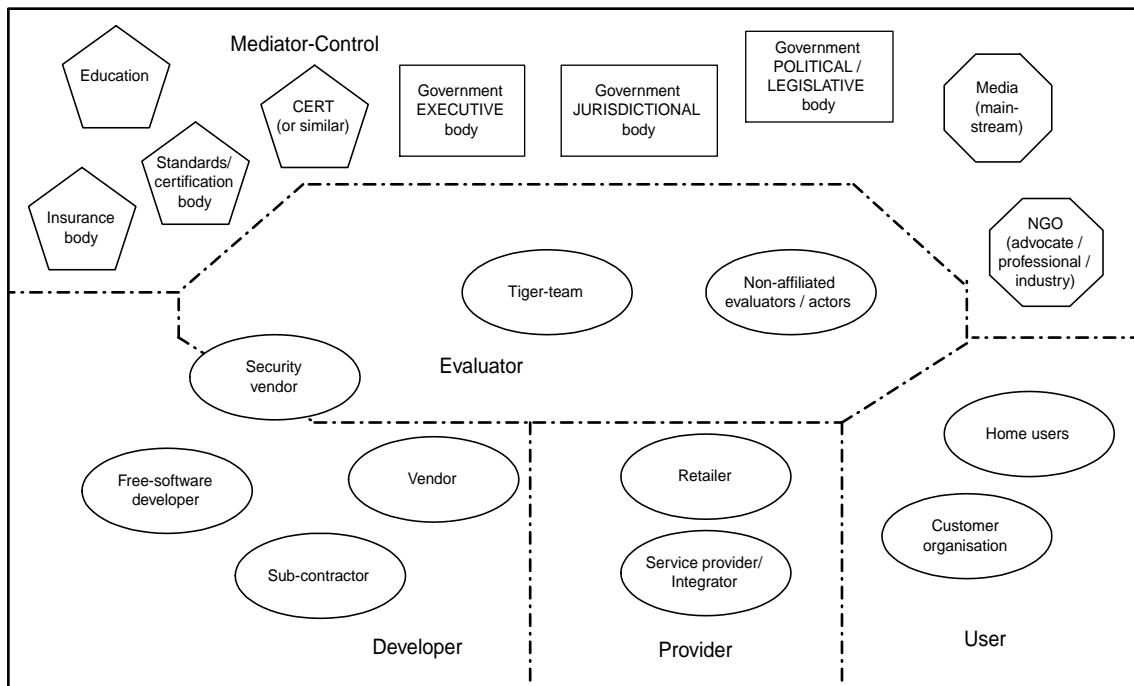 Mediator-Control
Education
CERT
(or similar)
Government
EXECUTIVE
body
Government
JURISDICTIONAL
body
Government
POLITICAL /
LEGISLATIVE
body
Media
(main-
stream)
Standards/
certification
body
Insurance
body
NGO
(advocate /
professional /
industry)
Tiger-team
Non-affiliated
evaluators / actors
Evaluator
Security
vendor
Free-software
developer
Vendor
Sub-contractor
Developer
Retailer
Service provider/
Integrator
Provider
Home users
Customer
organisation
User